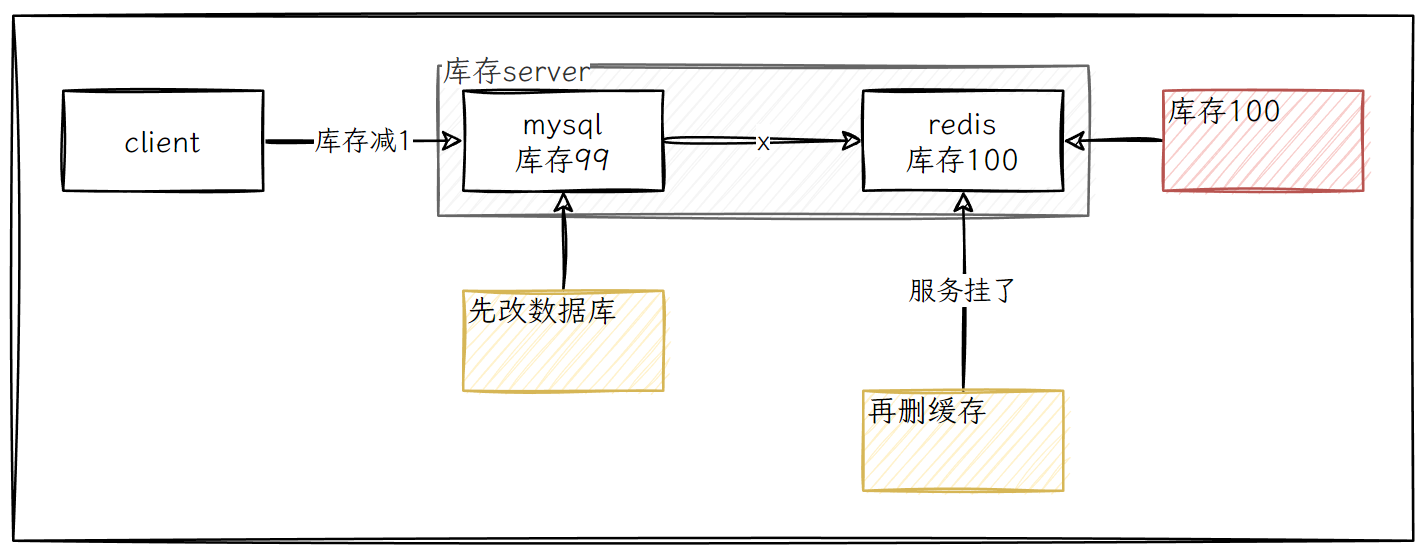 库存server
client
库存减1
mysql
库存99
x
redis
库存100
库存100
先改数据库
服务挂了
再删缓存